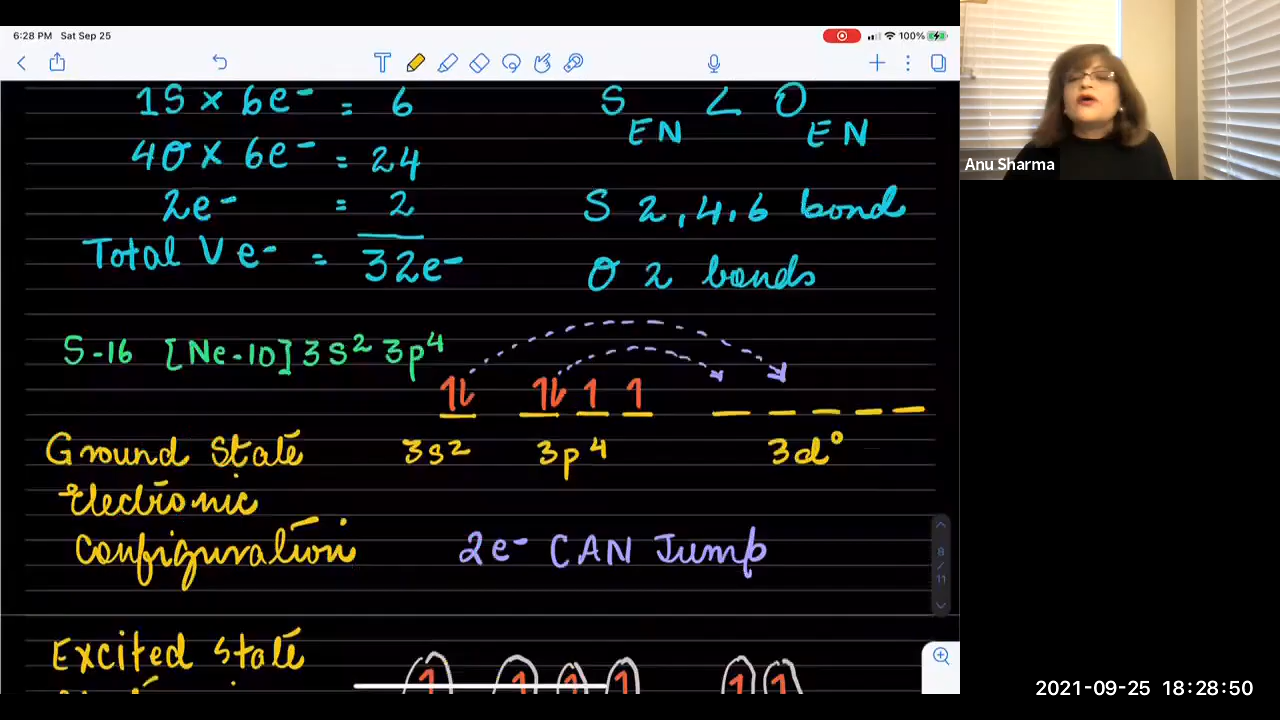 6:28 PM Sat Sep 25
100%
1S × 6e⁻ = 6
4O × 6e⁻ = 24
2e⁻ = 2
Total V e⁻ = 32e⁻
S EN < O EN
S 2,4,6 bond
O 2 bonds
Anu Sharma
S-16 [Ne-10] 3s² 3p⁴
3s² 3p⁴ 3d⁰
Ground State
Electronic
Configuration
2e⁻ CAN Jump
8
/
11
Excited State
2021-09-25 18:28:50